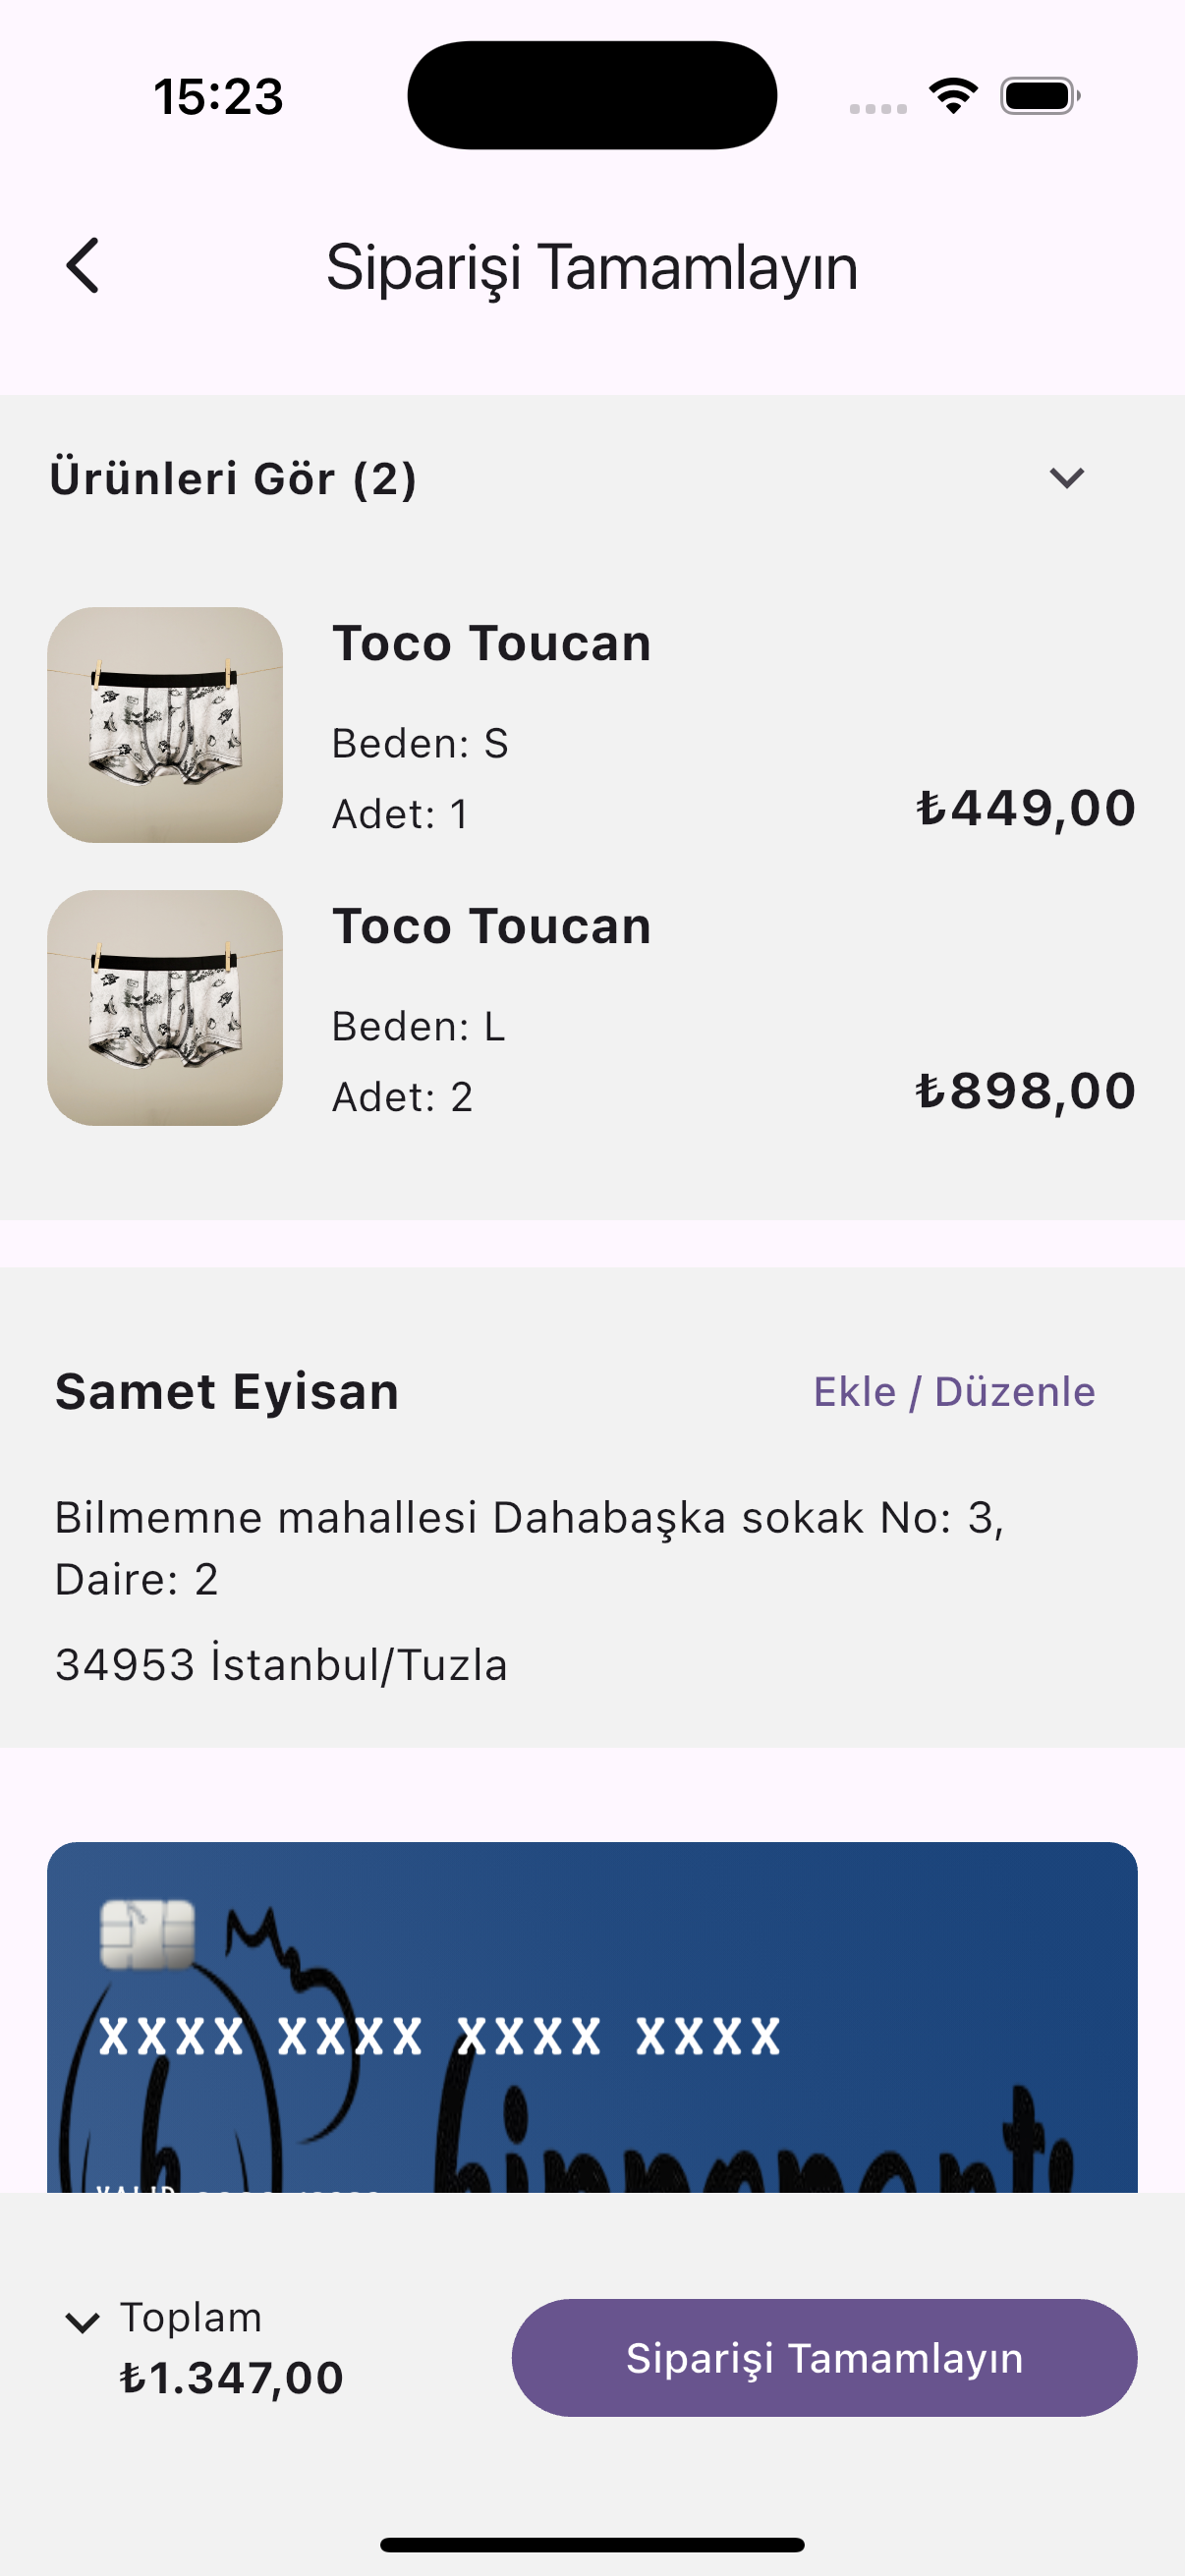 15:23
Siparişi Tamamlayın
Ürünleri Gör (2)
Toco Toucan
Beden: S
Adet: 1
₺449,00
Toco Toucan
Beden: L
Adet: 2
₺898,00
Samet Eyisan
Ekle / Düzenle
Bilmemne mahallesi Dahabaşka sokak No: 3,
Daire: 2
34953 İstanbul/Tuzla
XXXX XXXX XXXX XXXX
h
VALID
Toplam
₺1.347,00
Siparişi Tamamlayın